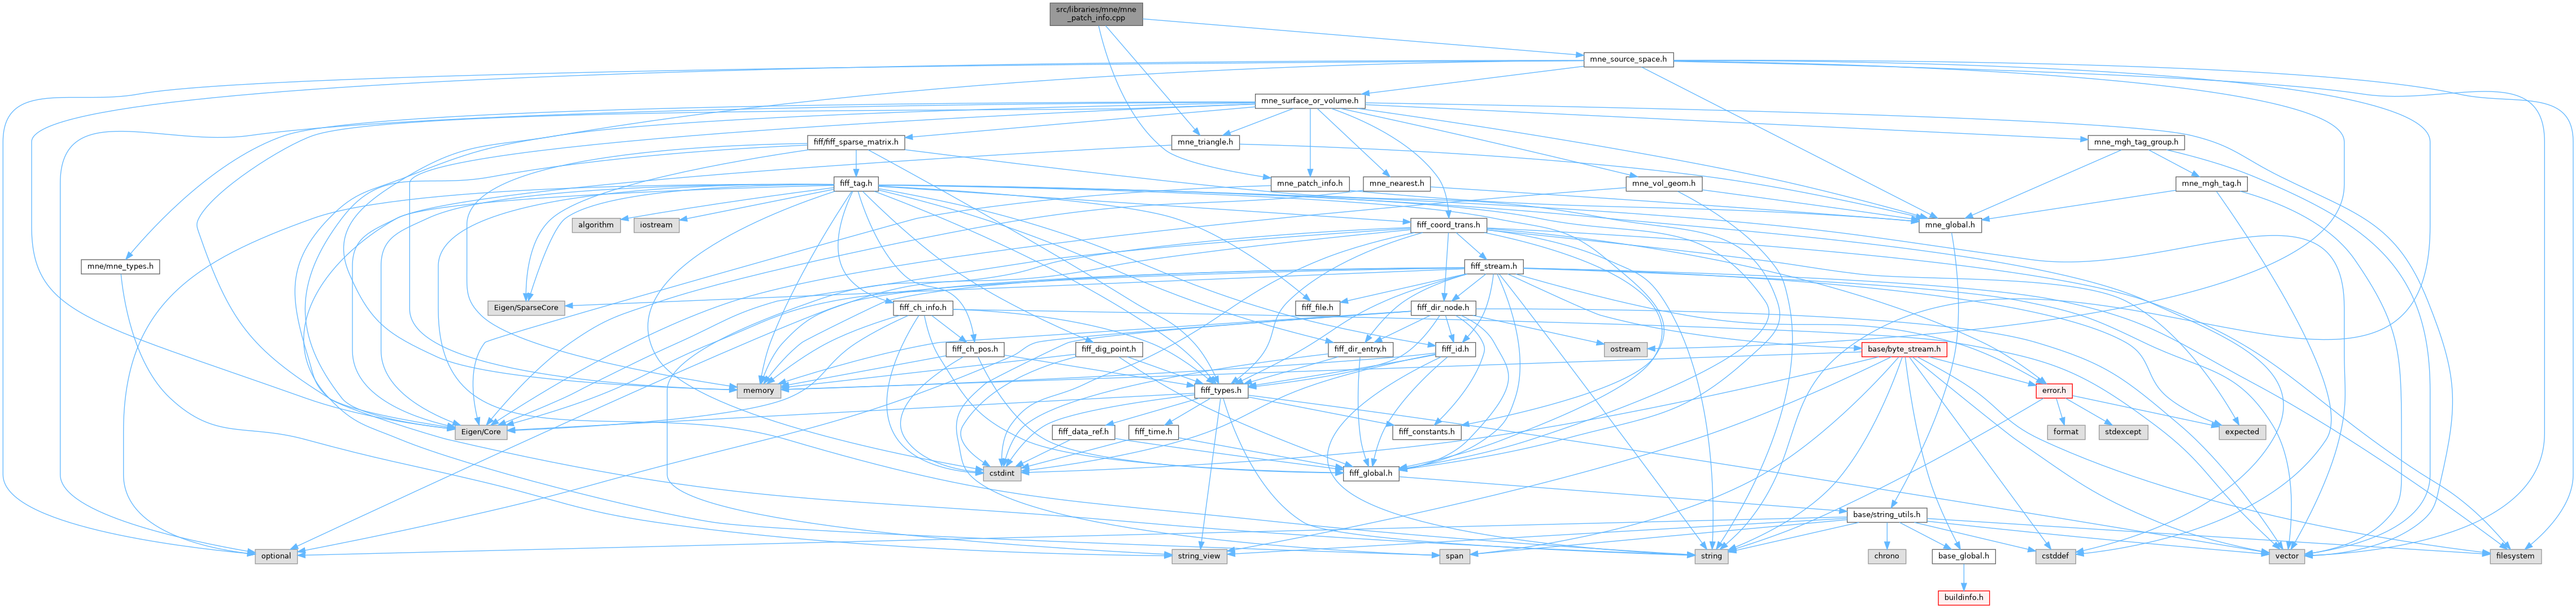 src/libraries/mne/mne
_patch_info.cpp
mne_source_space.h
mne_surface_or_volume.h
fiff/fiff_sparse_matrix.h
mne_triangle.h
mne_mgh_tag_group.h
fiff_tag.h
mne_patch_info.h
mne_nearest.h
mne_vol_geom.h
mne_mgh_tag.h
algorithm
iostream
fiff_coord_trans.h
mne_global.h
mne/mne_types.h
fiff_stream.h
Eigen/SparseCore
fiff_ch_info.h
fiff_file.h
fiff_dir_node.h
fiff_ch_pos.h
fiff_dig_point.h
fiff_dir_entry.h
fiff_id.h
ostream
base/byte_stream.h
memory
fiff_types.h
error.h
Eigen/Core
fiff_data_ref.h
fiff_time.h
fiff_constants.h
format
stdexcept
expected
cstdint
fiff_global.h
base/string_utils.h
optional
string_view
span
string
chrono
base_global.h
cstddef
vector
filesystem
buildinfo.h